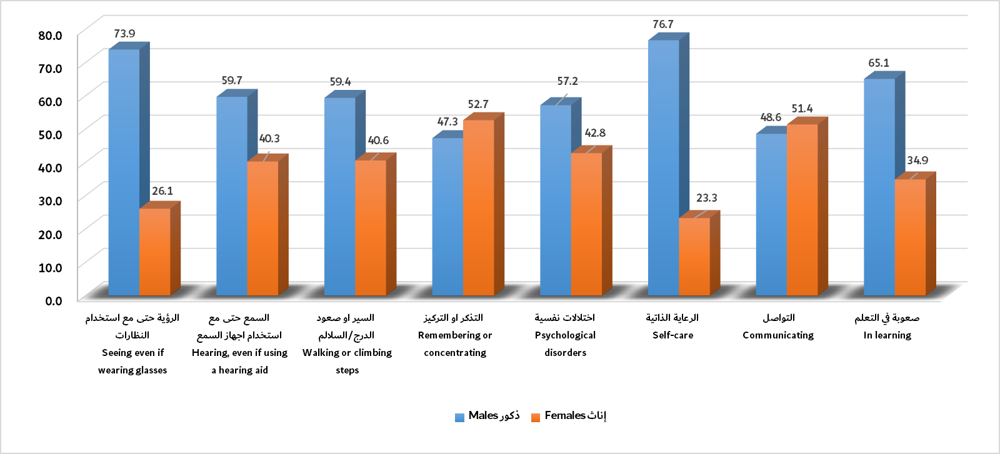 80.0
70.0
60.0
50.0
40.0
30.0
20.0
10.0
0.0
73.9
26.1
59.7
40.3
59.4
40.6
47.3
52.7
57.2
42.8
76.7
23.3
48.6
51.4
65.1
34.9
الرؤية حتى مع استخدام
النظارات
Seeing even if
wearing glasses
السمع حتى مع
استخدام اجهاز السمع
Hearing, even if using
a hearing aid
السير او صعود
الدرج/السلالم
Walking or climbing
steps
التذكر او التركيز
Remembering or
concentrating
اختلالات نفسية
Psychological
disorders
الرعاية الذاتية
Self-care
التواصل
Communicating
صعوبة في التعلم
In learning
Males ذكور
Females إناث